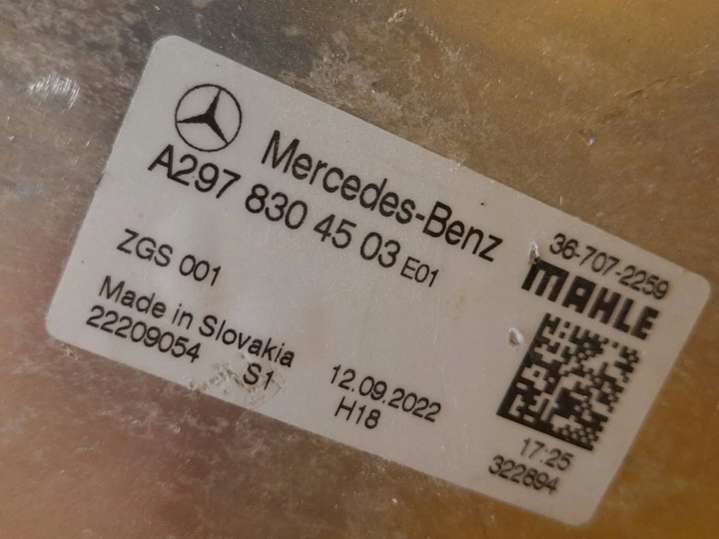 Mercedes-Benz
A297 830 45 03 E01
36-707-2259
MAHLE
ZGS 001
Made in Slovakia
22209054 S1
12.09.2022
H18
17:25
322894